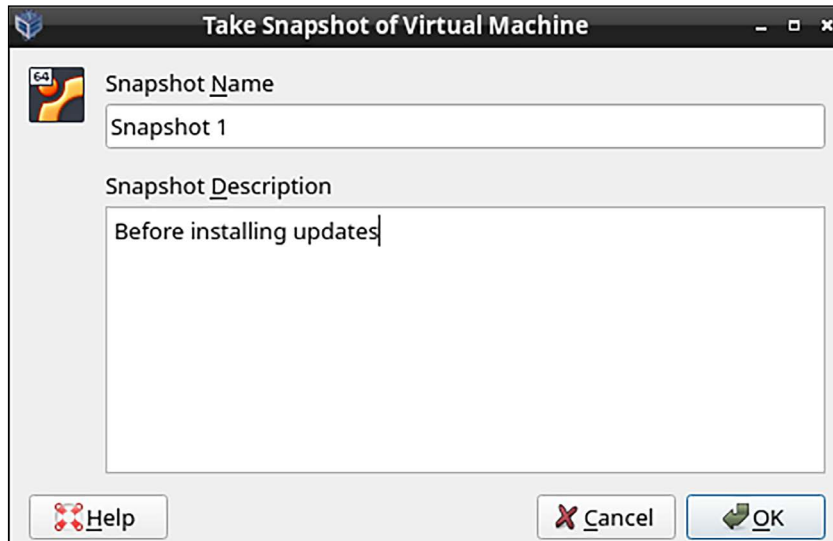 Take Snapshot of Virtual Machine
64
Snapshot Name
Snapshot 1
Snapshot Description
Before installing updates
Help
Cancel
OK